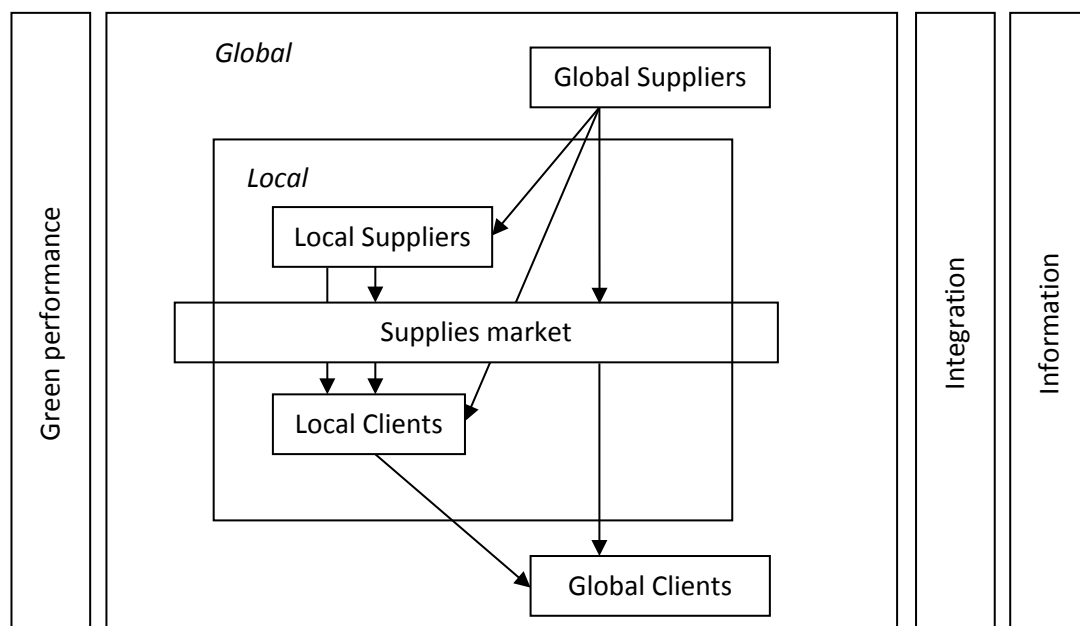 Global
Global Suppliers
Local
Local Suppliers
Supplies market
Local Clients
Global Clients
Green performance
Integration
Information